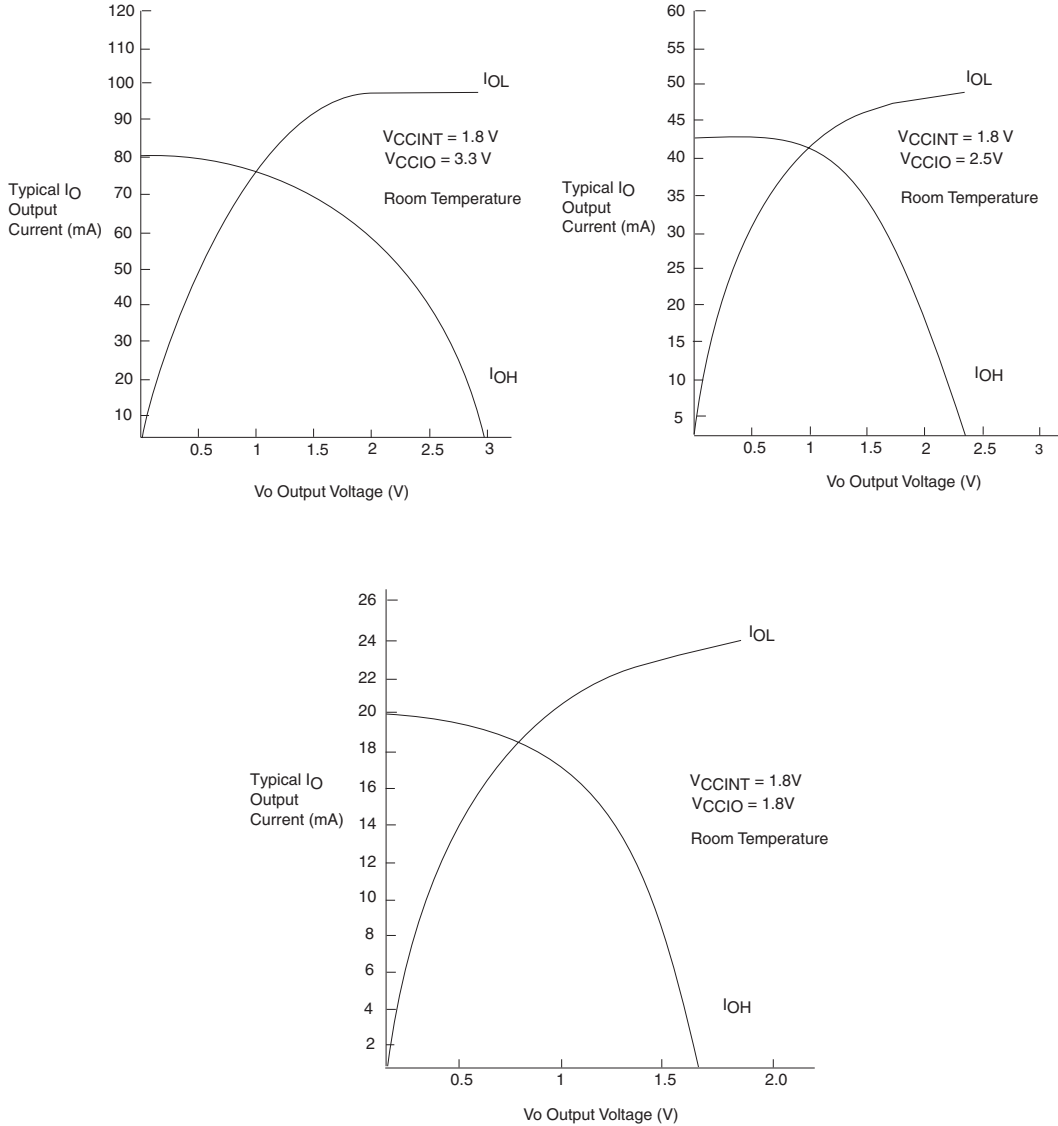 120
110
100
90
80
70
60
50
40
30
20
10
Typical IO
Output
Current (mA)
IOL
VCCINT = 1.8 V
VCCIO = 3.3 V
Room Temperature
IOH
0.5 1 1.5 2 2.5 3
Vo Output Voltage (V)
60
55
50
45
40
35
30
25
20
15
10
5
Typical IO
Output
Current (mA)
IOL
VCCINT = 1.8 V
VCCIO = 2.5V
Room Temperature
IOH
0.5 1 1.5 2 2.5 3
Vo Output Voltage (V)
26
24
22
20
18
16
14
12
10
8
6
4
2
Typical IO
Output
Current (mA)
IOL
VCCINT = 1.8V
VCCIO = 1.8V
Room Temperature
IOH
0.5 1 1.5 2.0
Vo Output Voltage (V)